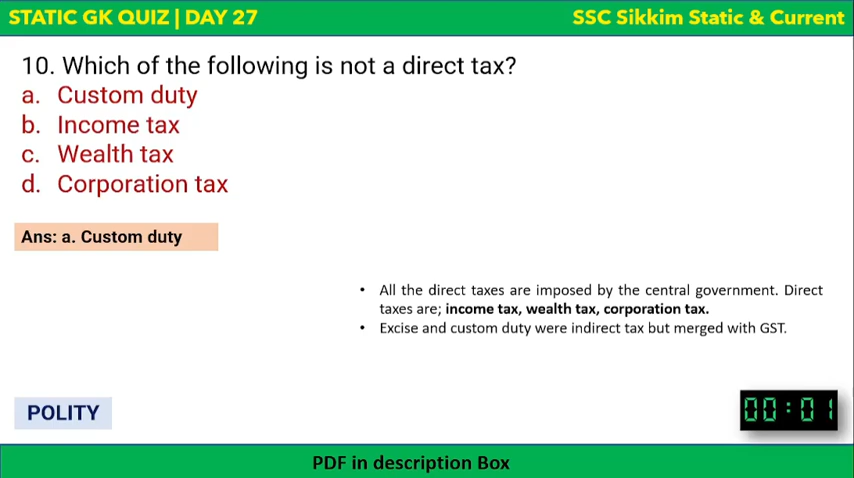 STATIC GK QUIZ | DAY 27
SSC Sikkim Static & Current
10. Which of the following is not a direct tax?
a. Custom duty
b. Income tax
c. Wealth tax
d. Corporation tax
Ans: a. Custom duty
• All the direct taxes are imposed by the central government. Direct
taxes are; income tax, wealth tax, corporation tax.
• Excise and custom duty were indirect tax but merged with GST.
POLITY
00:01
PDF in description Box